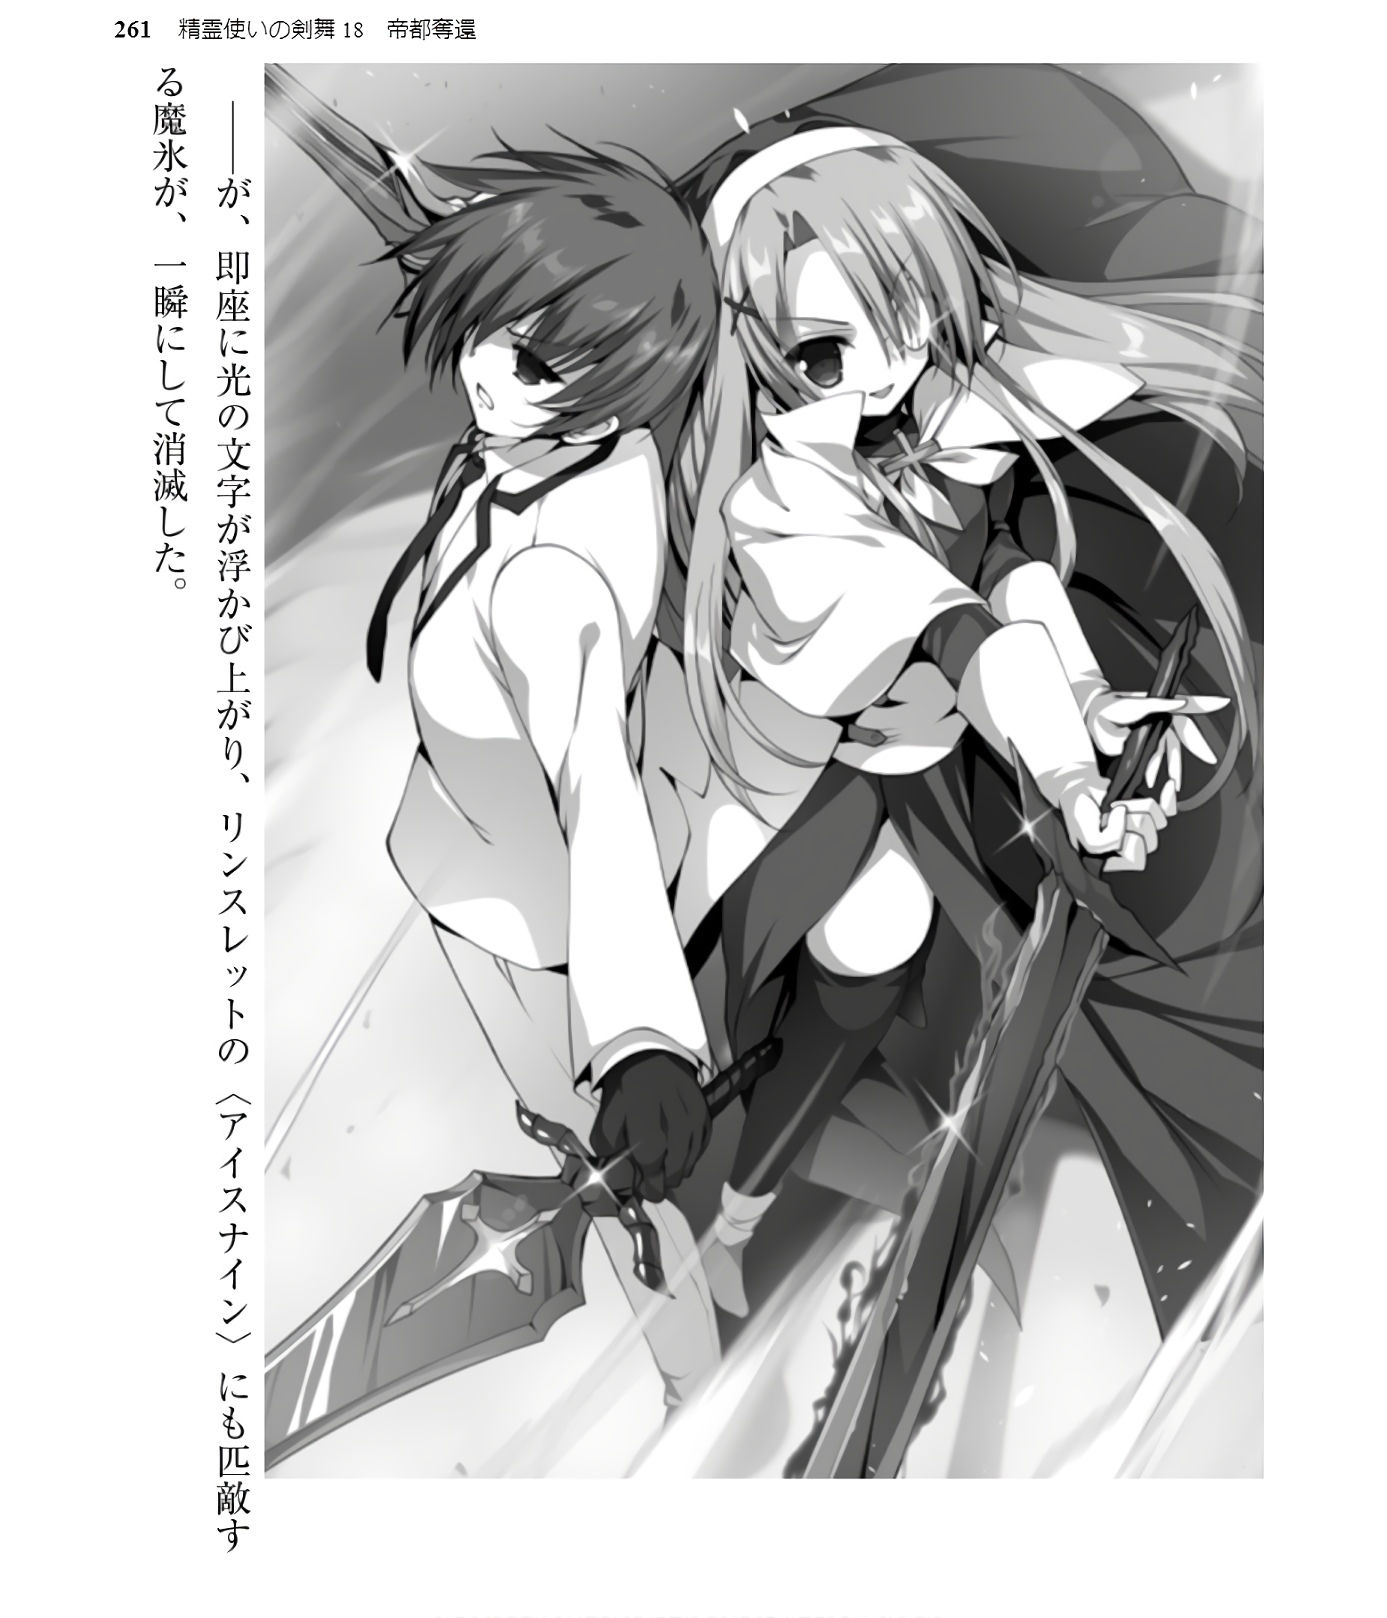 261 精霊使いの剣舞 18 帝都奪還
――が、即座に光の文字が浮かび上がり、リンスレットの〈アイスナイン〉にも匹敵す
る魔氷が、一瞬にして消滅した。